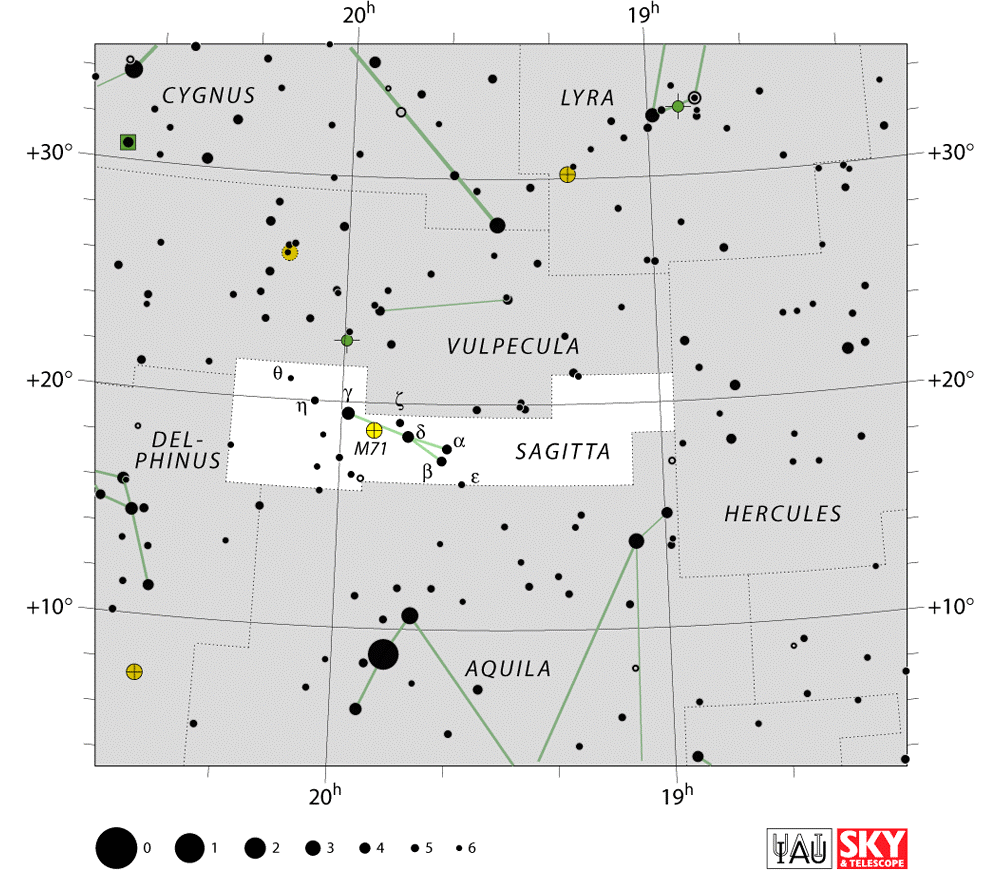 20h 19h
CYGNUS LYRA
+30° +30°
VULPECULA
+20° θ +20°
η γ ζ
DEL-
PHINUS M71 δ α SAGITTA
β ε
HERCULES
+10° +10°
AQUILA
20h 19h
0 1 2 3 4 5 6
IAU UAI SKY
& TELESCOPE